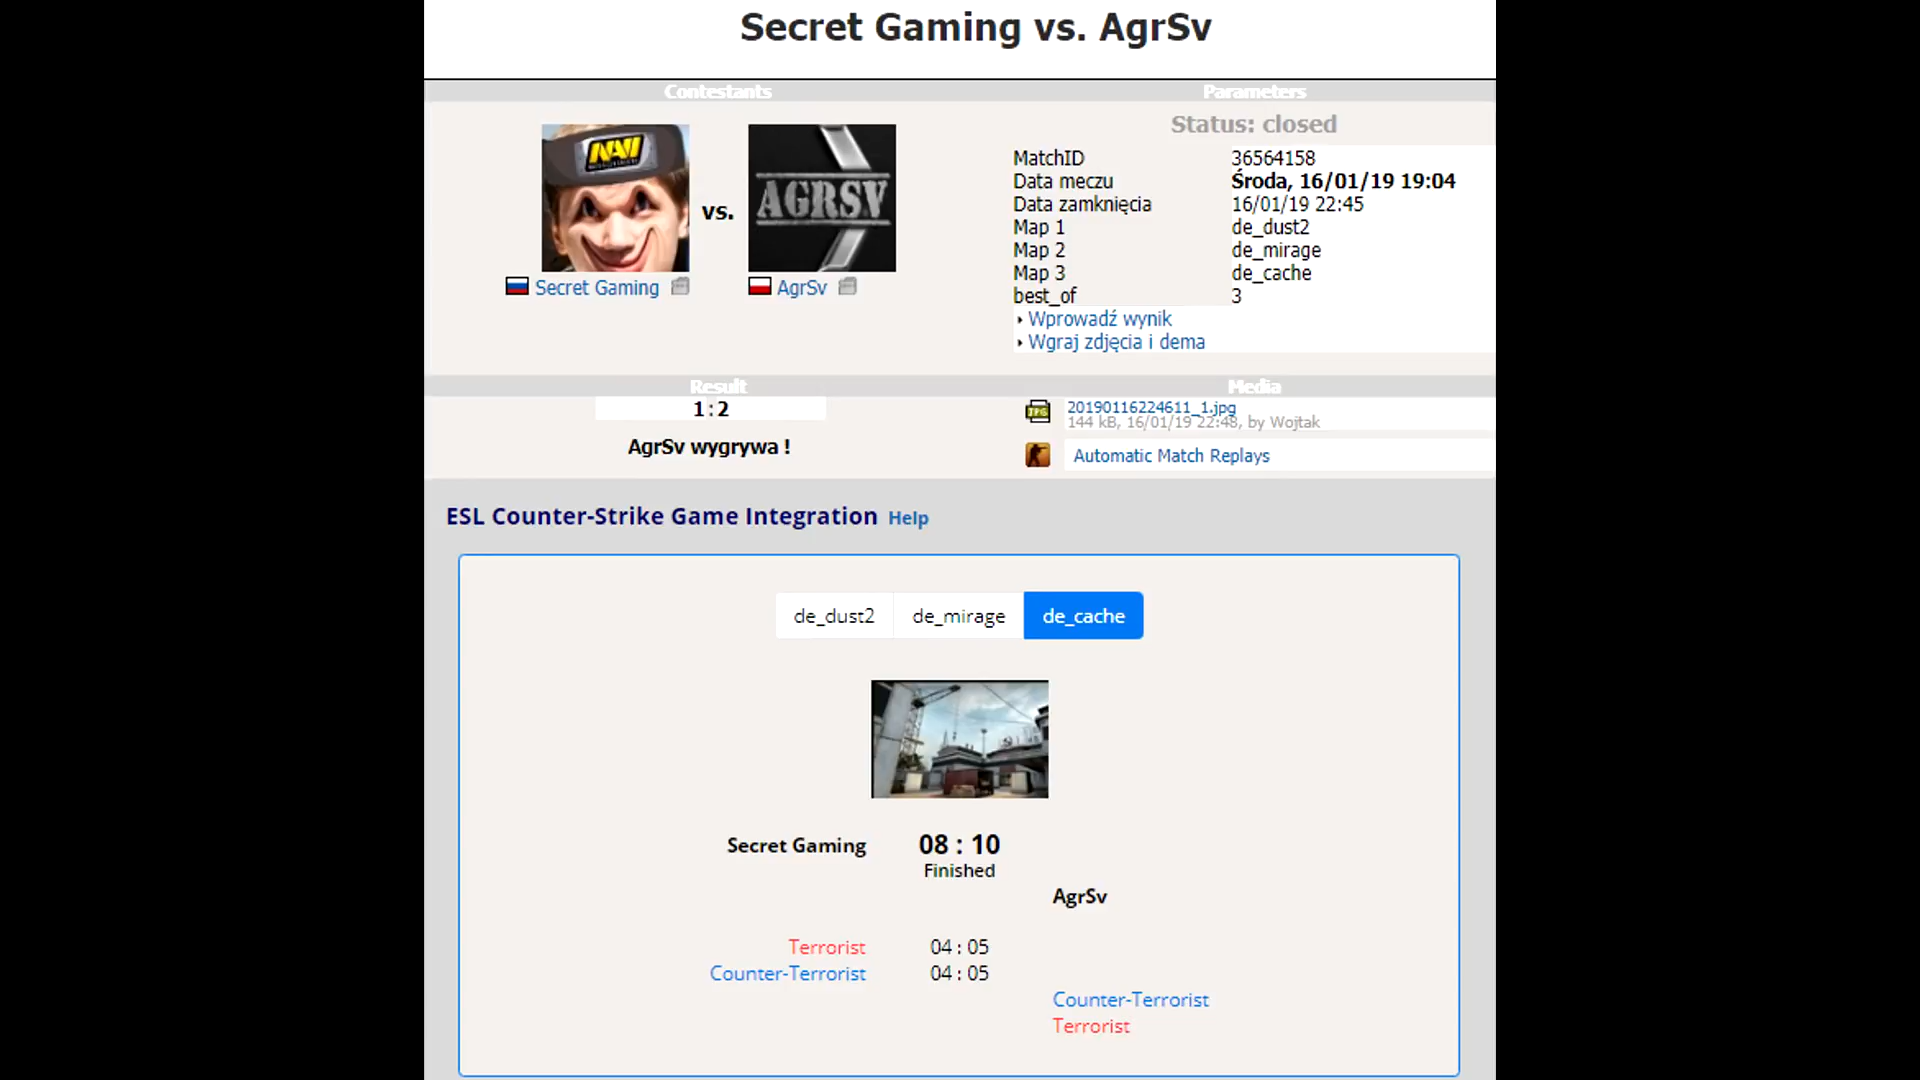 Secret Gaming vs. AgrSv
Contestants
Parameters
NAVI
AGRSV
vs.
Secret Gaming
AgrSv
Status: closed
MatchID 36564158
Data meczu Środa, 16/01/19 19:04
Data zamknięcia 16/01/19 22:45
Map 1 de_dust2
Map 2 de_mirage
Map 3 de_cache
best_of 3
Wprowadź wynik
Wgraj zdjęcia i dema
Result
1:2
AgrSv wygrywa !
Media
JPG
20190116224611_1.jpg
144 kB, 16/01/19 22:48, by Wojtak
Automatic Match Replays
ESL Counter-Strike Game Integration Help
de_dust2 de_mirage de_cache
Secret Gaming 08 : 10
Finished
AgrSv
Terrorist 04 : 05
Counter-Terrorist 04 : 05
Counter-Terrorist
Terrorist